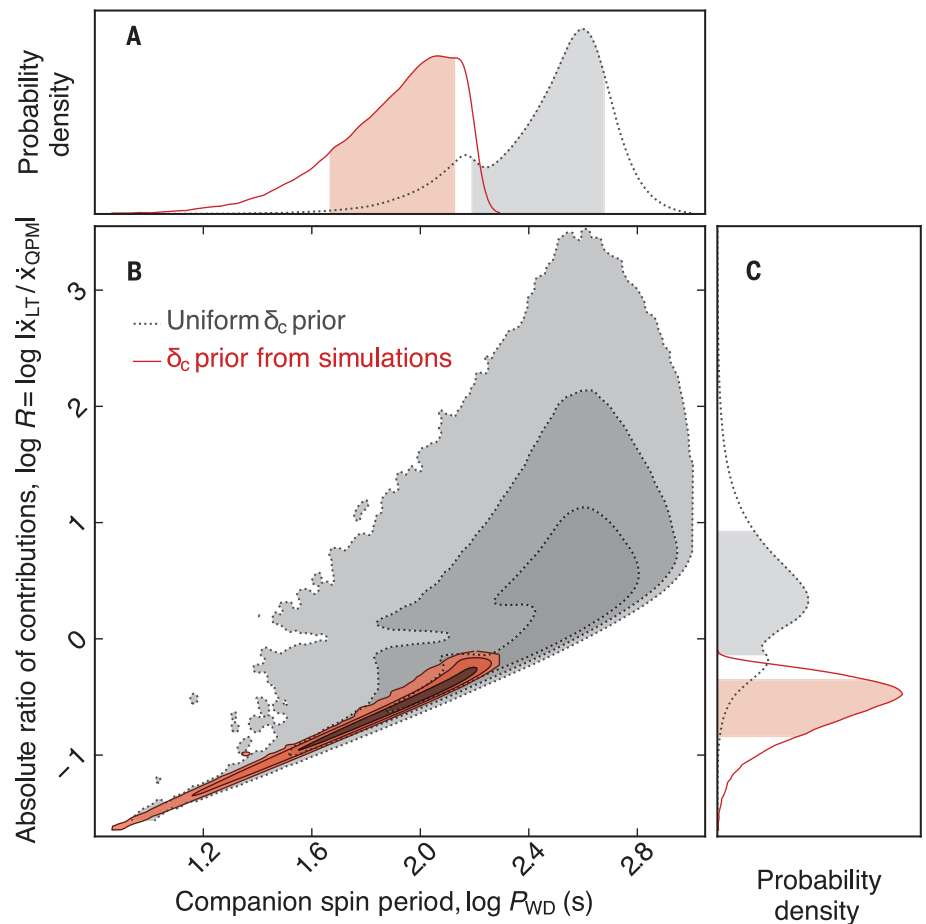 Probability
density
A
B
Uniform δc prior
δc prior from simulations
C
Absolute ratio of contributions, log R = log |ẋLT / ẋQPM|
3
2
1
0
−1
1.2
1.6
2.0
2.4
2.8
Companion spin period, log PWD (s)
Probability
density